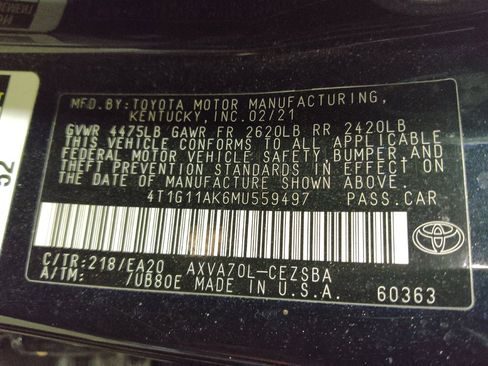 MFD. BY: TOYOTA MOTOR MANUFACTURING,
KENTUCKY, INC. 02/21
GVWR 4475LB GAWR FR 2620LB RR 2420LB
THIS VEHICLE CONFORMS TO ALL APPLICABLE
FEDERAL MOTOR VEHICLE SAFETY, BUMPER, AND
THEFT PREVENTION STANDARDS IN EFFECT ON
THE DATE OF MANUFACTURE SHOWN ABOVE.
4T1G11AK6MU559497 PASS.CAR
C/TR:218/EA20 AXVA70L-CEZSBA
A/TM: /UB80E MADE IN U.S.A.
60363
TOYOTA
52